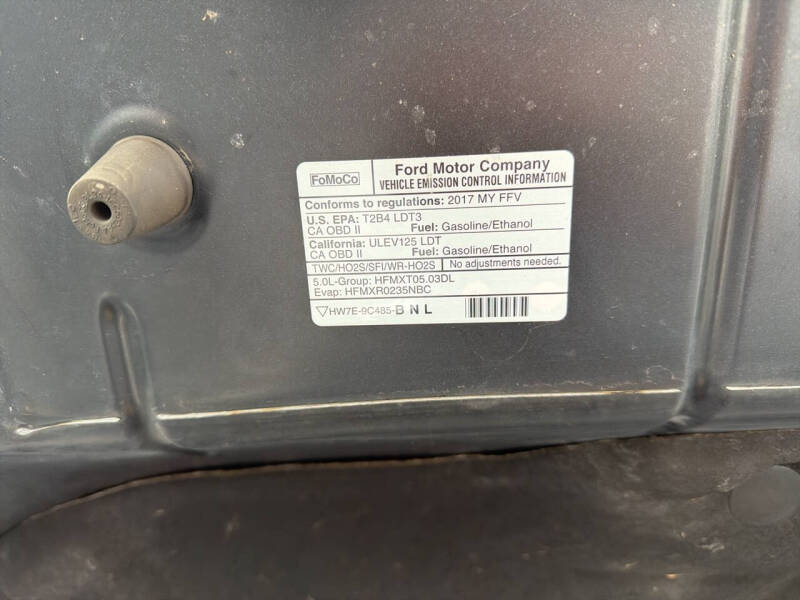 FoMoCo
Ford Motor Company
VEHICLE EMISSION CONTROL INFORMATION
Conforms to regulations: 2017 MY FFV
U.S. EPA: T2B4 LDT3
CA OBD II Fuel: Gasoline/Ethanol
California: ULEV125 LDT
CA OBD II Fuel: Gasoline/Ethanol
TWC/HO2S/SFI/WR-HO2S No adjustments needed.
5.0L-Group: HFMXT05.03DL
Evap: HFMXR0235NBC
HW7E-9C485-B N L